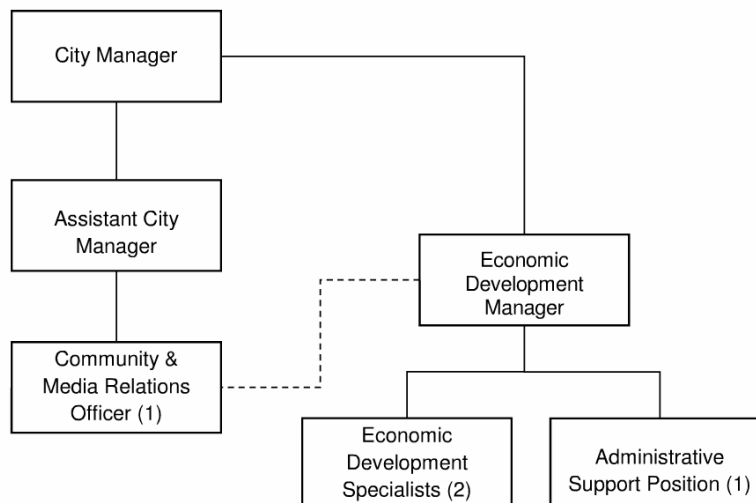 City Manager
Assistant City
Manager
Economic
Development
Manager
Community &
Media Relations
Officer (1)
Economic
Development
Specialists (2)
Administrative
Support Position (1)